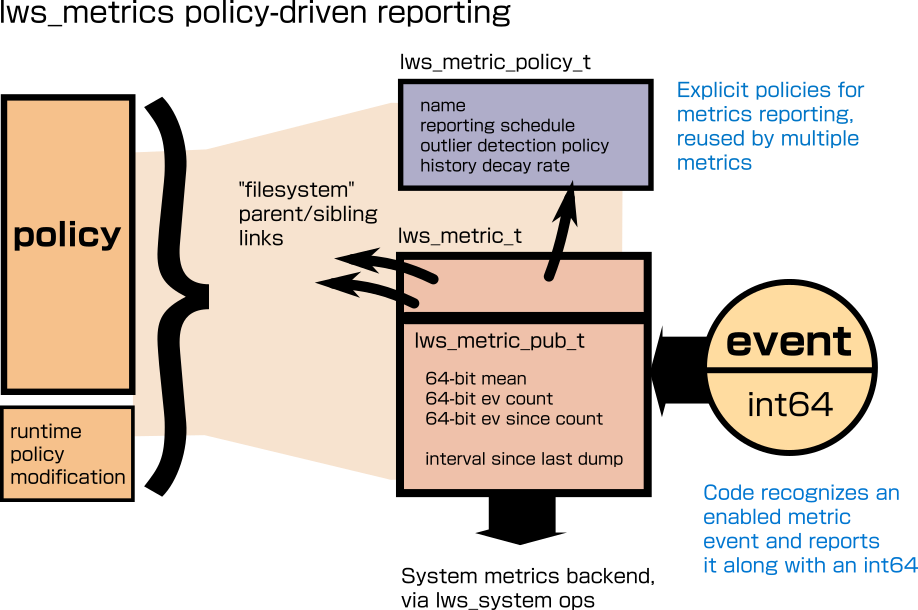 lws_metrics policy-driven reporting
lws_metric_policy_t
name
reporting schedule
outlier detection policy
history decay rate
Explicit policies for
metrics reporting,
reused by multiple
metrics
policy
"filesystem"
parent/sibling
links
lws_metric_t
lws_metric_pub_t
64-bit mean
64-bit ev count
64-bit ev since count
interval since last dump
event
int64
runtime
policy
modification
Code recognizes an
enabled metric
event and reports
it along with an int64
System metrics backend,
via lws_system ops